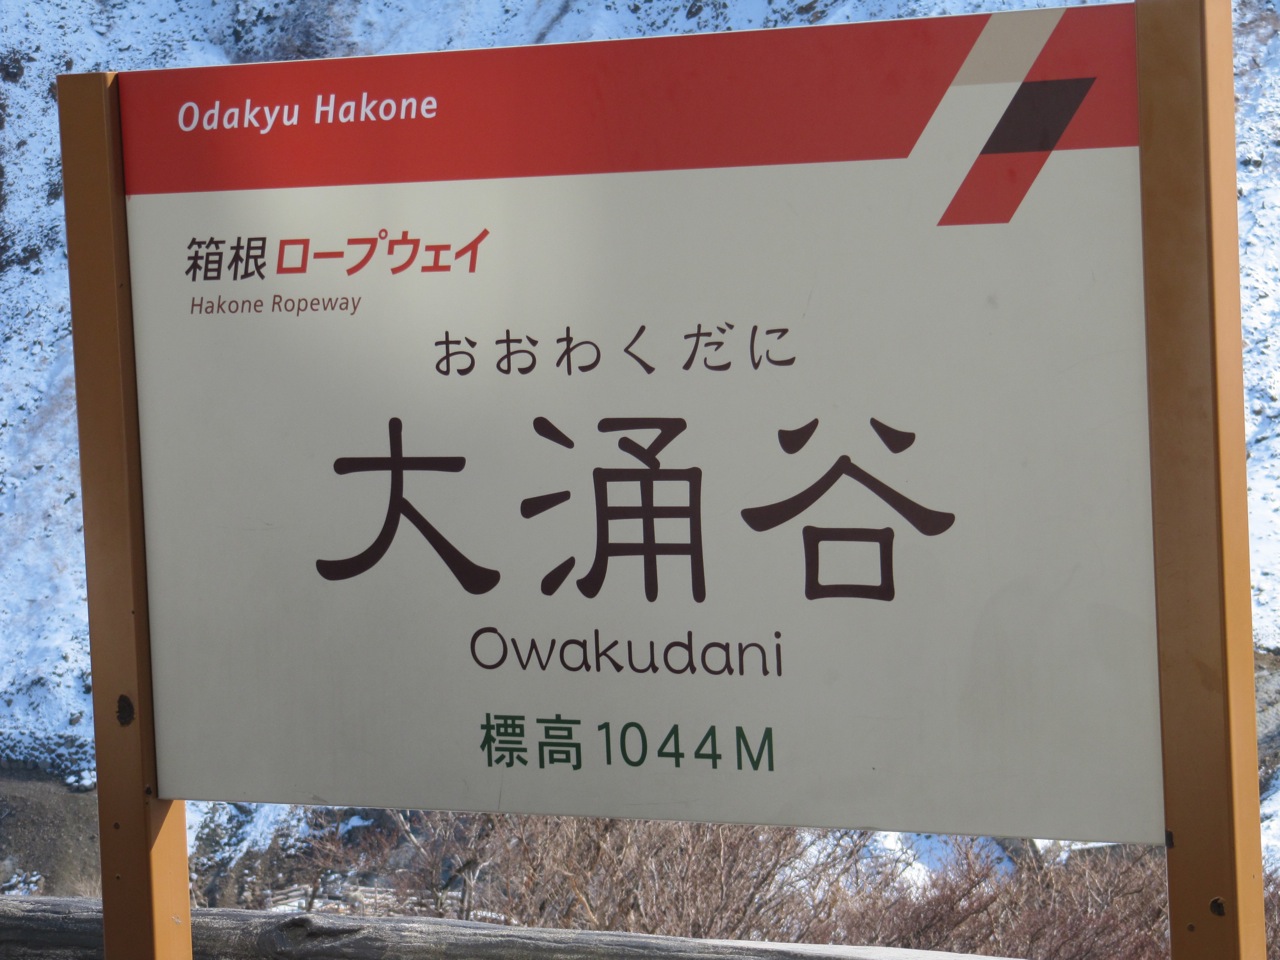 Odakyu Hakone
箱根ロープウェイ
Hakone Ropeway
おおわくだに
大涌谷
Owakudani
標高1044M